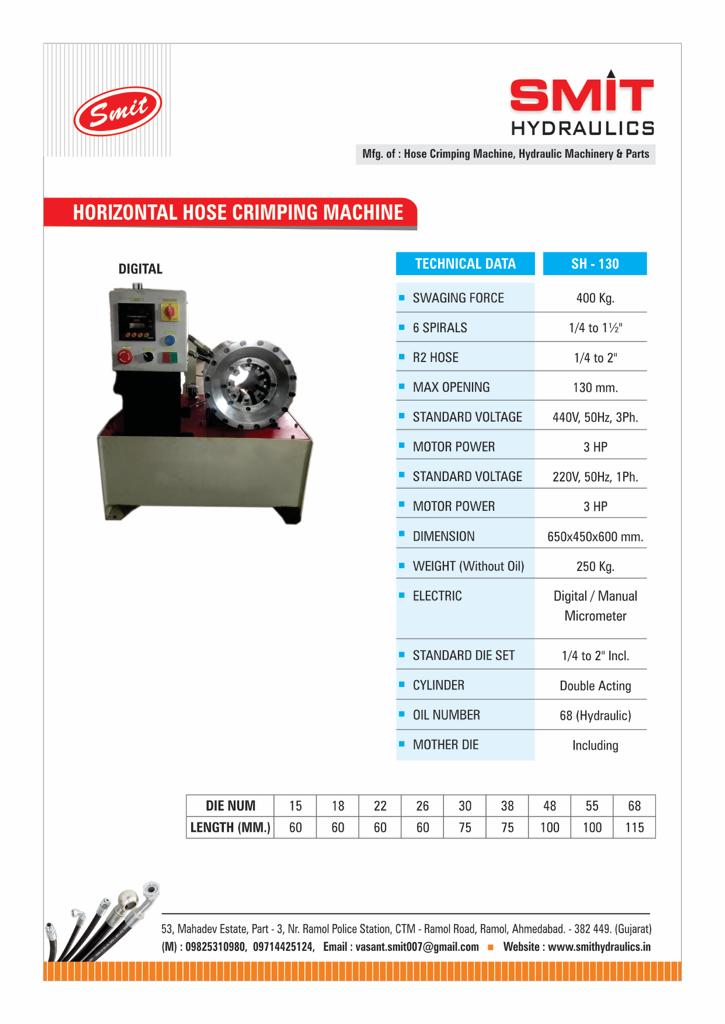 Smit
SMIT
HYDRAULICS
Mfg. of : Hose Crimping Machine, Hydraulic Machinery & Parts
HORIZONTAL HOSE CRIMPING MACHINE
DIGITAL
TECHNICAL DATA SH - 130
SWAGING FORCE 400 Kg.
6 SPIRALS 1/4 to 1½"
R2 HOSE 1/4 to 2"
MAX OPENING 130 mm.
STANDARD VOLTAGE 440V, 50Hz, 3Ph.
MOTOR POWER 3 HP
STANDARD VOLTAGE 220V, 50Hz, 1Ph.
MOTOR POWER 3 HP
DIMENSION 650x450x600 mm.
WEIGHT (Without Oil) 250 Kg.
ELECTRIC Digital / Manual
Micrometer
STANDARD DIE SET 1/4 to 2" Incl.
CYLINDER Double Acting
OIL NUMBER 68 (Hydraulic)
MOTHER DIE Including
DIE NUM 15 18 22 26 30 38 48 55 68
LENGTH (MM.) 60 60 60 60 75 75 100 100 115
53, Mahadev Estate, Part - 3, Nr. Ramol Police Station, CTM - Ramol Road, Ramol, Ahmedabad. - 382 449. (Gujarat)
(M) : 09825310980, 09714425124, Email : vasant.smit007@gmail.com Website : www.smithydraulics.in